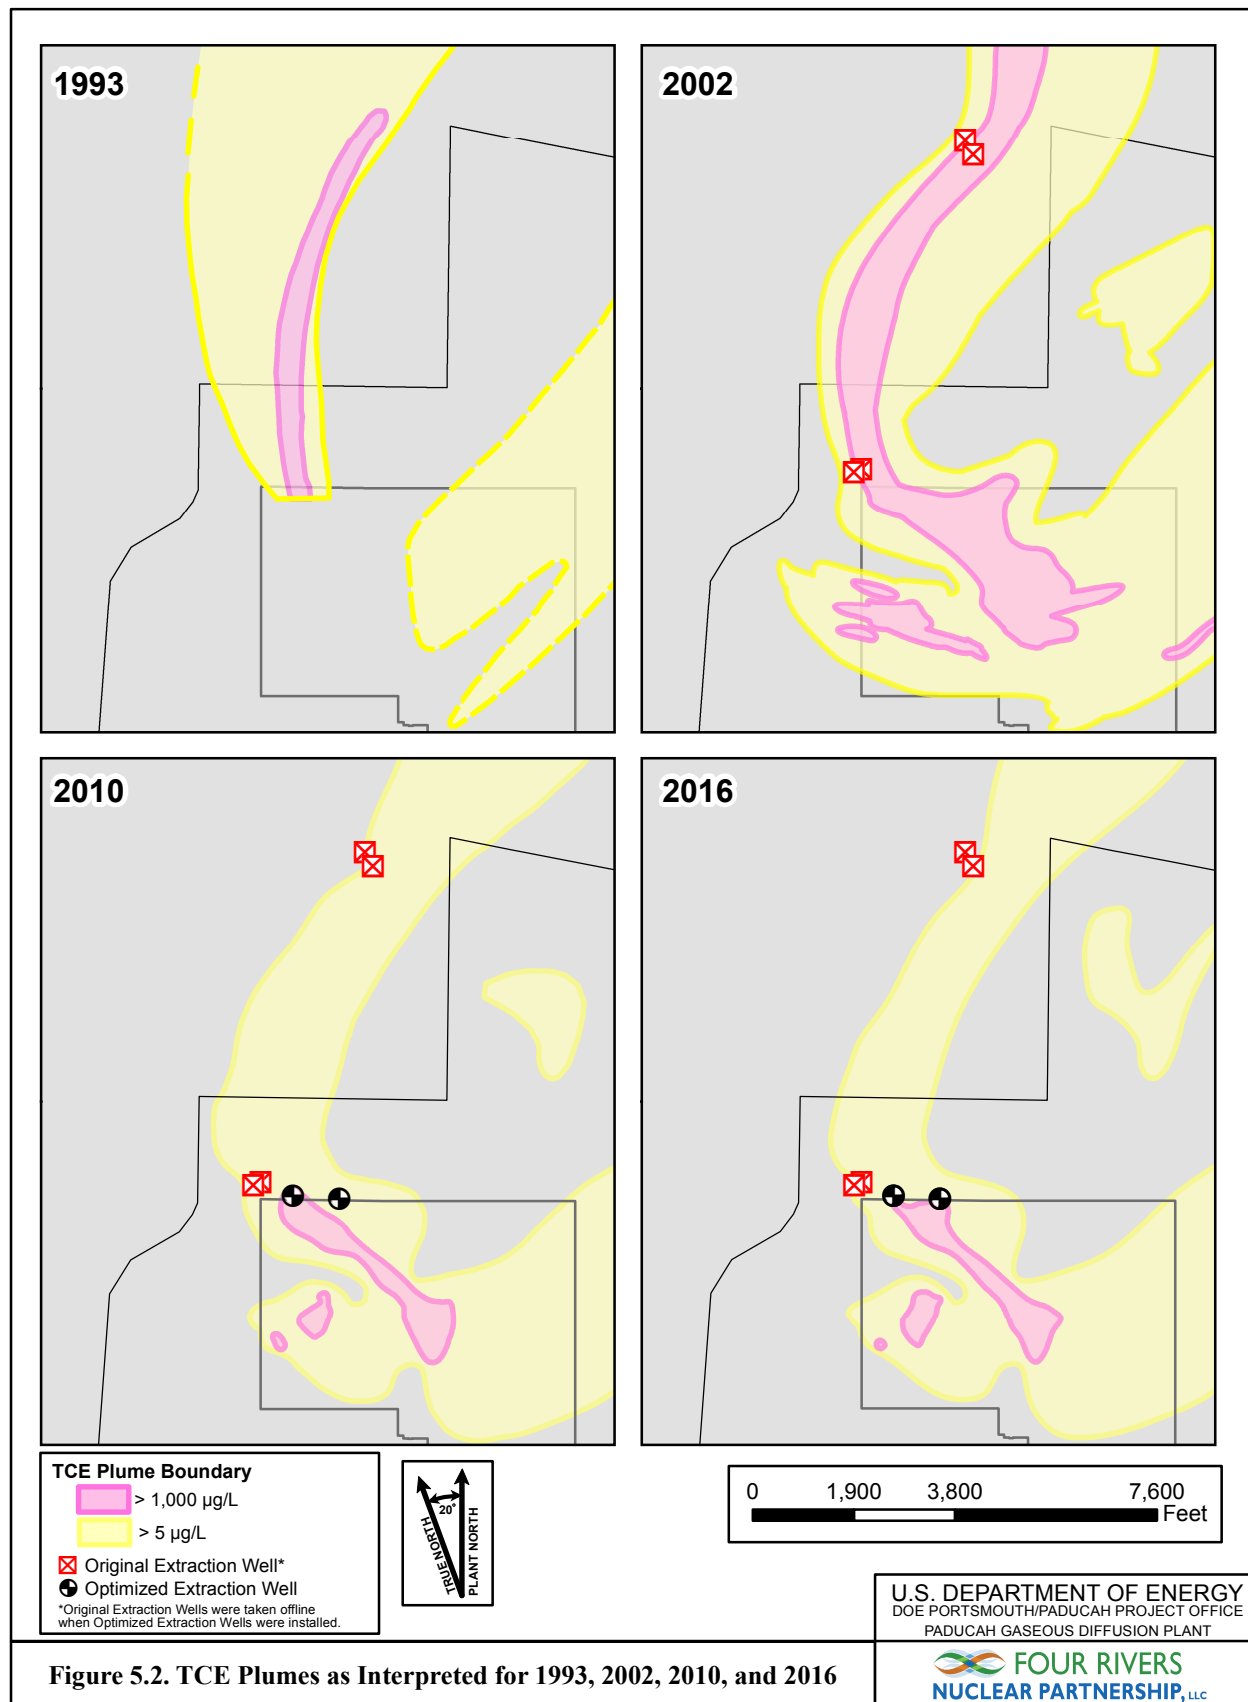 1993
2002
2010
2016
TCE Plume Boundary
> 1,000 µg/L
> 5 µg/L
Original Extraction Well*
Optimized Extraction Well
*Original Extraction Wells were taken offline
when Optimized Extraction Wells were installed.
20°
TRUE NORTH
PLANT NORTH
0 1,900 3,800 7,600
Feet
U.S. DEPARTMENT OF ENERGY
DOE PORTSMOUTH/PADUCAH PROJECT OFFICE
PADUCAH GASEOUS DIFFUSION PLANT
Figure 5.2. TCE Plumes as Interpreted for 1993, 2002, 2010, and 2016
FOUR RIVERS
NUCLEAR PARTNERSHIP, LLC